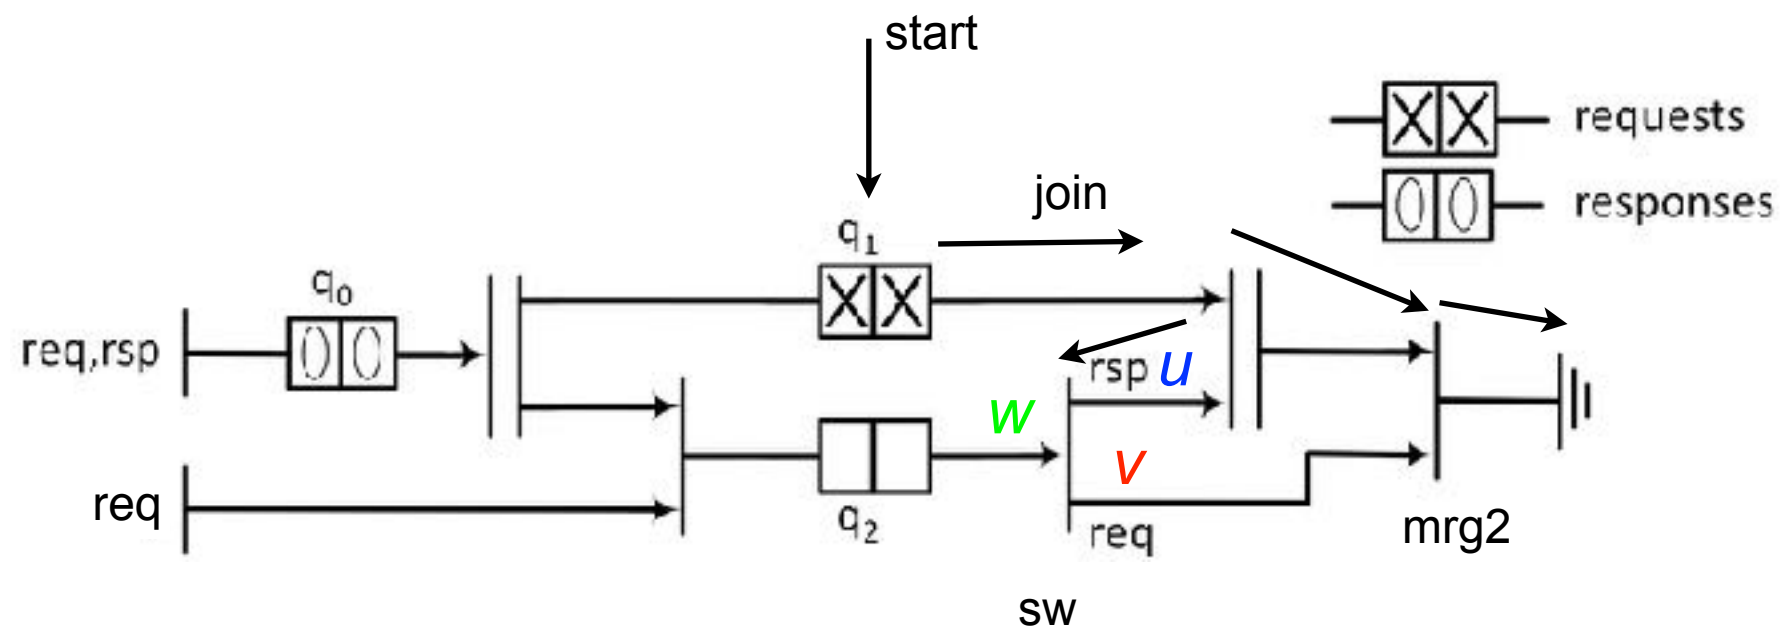 start
requests
join
responses
q1
q0
req,rsp
rsp u
w
v
req
q2
req
mrg2
sw